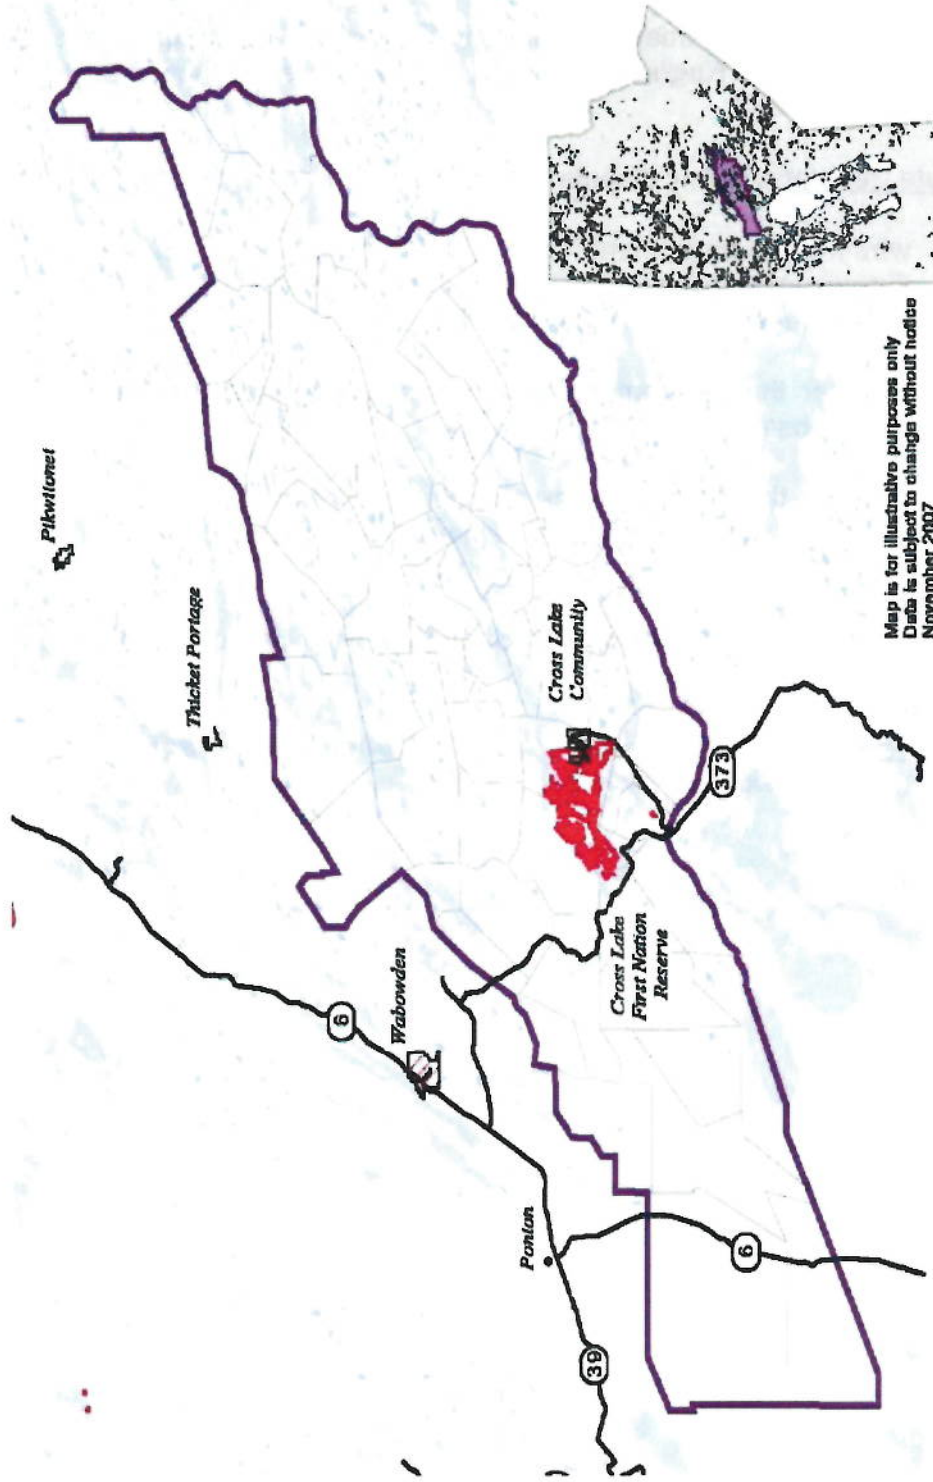 Pikwitonei
Thicket Portage
6
Wabowden
Cross Lake
Community
Cross Lake
First Nation
Reserve
373
Ponton
6
39
Map is for illustrative purposes only
Data is subject to change without notice
November 2007